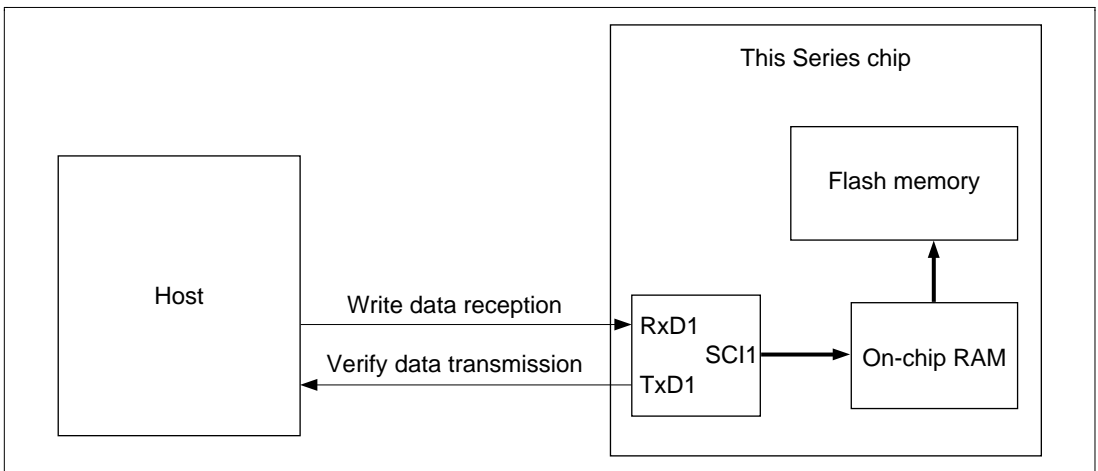 This Series chip
Flash memory
Host
Write data reception
RxD1
SCI1
On-chip RAM
Verify data transmission
TxD1